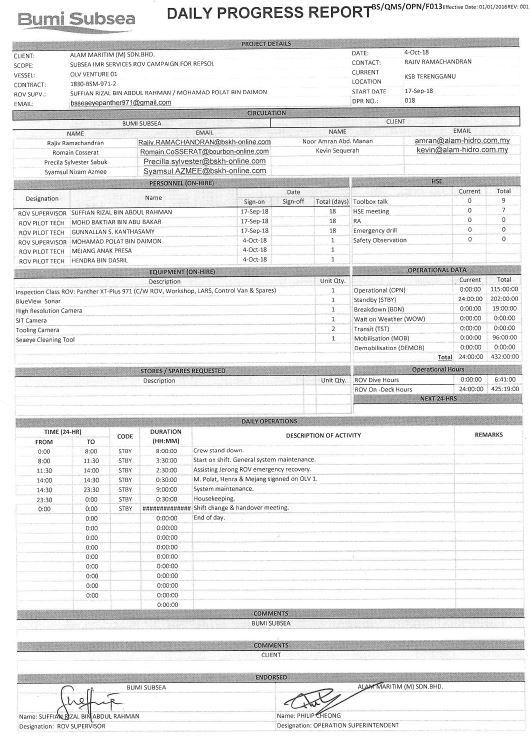 Bumi Subsea
DAILY PROGRESS REPORT
BS/QMS/OPN/F013 Effective Date: 01/01/2016 REV: 001
PROJECT DETAILS
CLIENT: ALAM MARITIM (M) SDN.BHD. DATE: 4-Oct-18
SCOPE: SUBSEA IMR SERVICES ROV CAMPAIGN FOR REPSOL CONTACT: RAJIV RAMACHANDRAN
VESSEL: OLV VENTURE 01 CURRENT LOCATION KSB TERENGGANU
CONTRACT: 1830-BSM-971-2
ROV SUPV.: SUFFIAN RIZAL BIN ABDUL RAHMAN / MOHAMAD POLAT BIN DAIMON START DATE 17-Sep-18
EMAIL: bsseaeyepanther971@gmail.com DPR NO.: 018
CIRCULATION
BUMI SUBSEA CLIENT
NAME EMAIL NAME EMAIL
Rajiv Ramachandran Rajiv.RAMACHANDRAN@bskh-online.com Noor Amran Abd. Manan amran@alam-hidro.com.my
Romain Cosserat Romain.CoSSERAT@bourbon-online.com Kevin Sequerah kevin@alam-hidro.com.my
Precilla Sylvester Sabuk Precilla.sylvester@bskh-online.com
Syamsul Nizam Azmee Syamsul.AZMEE@bskh-online.com
PERSONNEL (ON-HIRE) HSE
Designation Name Date Current Total
Sign-on Sign-off Total (days) Toolbox talk 0 9
ROV SUPERVISOR SUFFIAN RIZAL BIN ABDUL RAHMAN 17-Sep-18 18 HSE meeting 0 7
ROV PILOT TECH MOHD BAKTIAR BIN ABU BAKAR 17-Sep-18 18 RA 0 0
ROV PILOT TECH GUNNALLAN S. KANTHASAMY 17-Sep-18 18 Emergency drill 0 0
ROV SUPERVISOR MOHAMAD POLAT BIN DAIMON 4-Oct-18 1 Safety Observation 0 0
ROV PILOT TECH MEJANG ANAK PRESA 4-Oct-18 1
ROV PILOT TECH HENDRA BIN DASRIL 4-Oct-18 1
EQUIPMENT (ON-HIRE) OPERATIONAL DATA
Description Unit Qty. Current Total
Inspection Class ROV: Panther XT-Plus 971 (C/W ROV, Workshop, LARS, Control Van & Spares) 1 Operational (OPN) 0:00:00 115:00:00
BlueView Sonar 1 Standby (STBY) 24:00:00 202:00:00
High Resolution Camera 1 Breakdown (BDN) 0:00:00 19:00:00
SIT Camera 1 Wait on Weather (WOW) 0:00:00 0:00:00
Tooling Camera 2 Transit (TST) 0:00:00 0:00:00
Seaeye Cleaning Tool 1 Mobilisation (MOB) 0:00:00 96:00:00
Demobilisation (DEMOB) 0:00:00 0:00:00
Total 24:00:00 432:00:00
STORES / SPARES REQUESTED Operational Hours
Description Unit Qty. ROV Dive Hours 0:00:00 6:41:00
ROV On -Deck Hours 24:00:00 425:19:00
NEXT 24-HRS
DAILY OPERATIONS
TIME (24-HR) CODE DURATION (HH:MM) DESCRIPTION OF ACTIVITY REMARKS
FROM TO
0:00 8:00 STBY 8:00:00 Crew stand down.
8:00 11:30 STBY 3:30:00 Start on shift. General system maintenance.
11:30 14:00 STBY 2:30:00 Assisting Jerong ROV emergency recovery.
14:00 14:30 STBY 0:30:00 M. Polat, Henra & Mejang signned on OLV 1.
14:30 23:30 STBY 9:00:00 System maintenance.
23:30 0:00 STBY 0:30:00 Housekeeping.
0:00 0:00 STBY ############# Shift change & handover meeting.
0:00 0:00:00 End of day.
0:00 0:00:00
0:00 0:00:00
0:00 0:00:00
0:00 0:00:00
0:00 0:00:00
0:00 0:00:00
0:00 0:00:00
0:00 0:00:00
0:00:00
COMMENTS
BUMI SUBSEA
COMMENTS
CLIENT
ENDORSED
BUMI SUBSEA ALAM MARITIM (M) SDN.BHD.
Name: SUFFIAN RIZAL BIN ABDUL RAHMAN Name: PHILIP CHEONG
Designation: ROV SUPERVISOR Designation: OPERATION SUPERINTENDENT